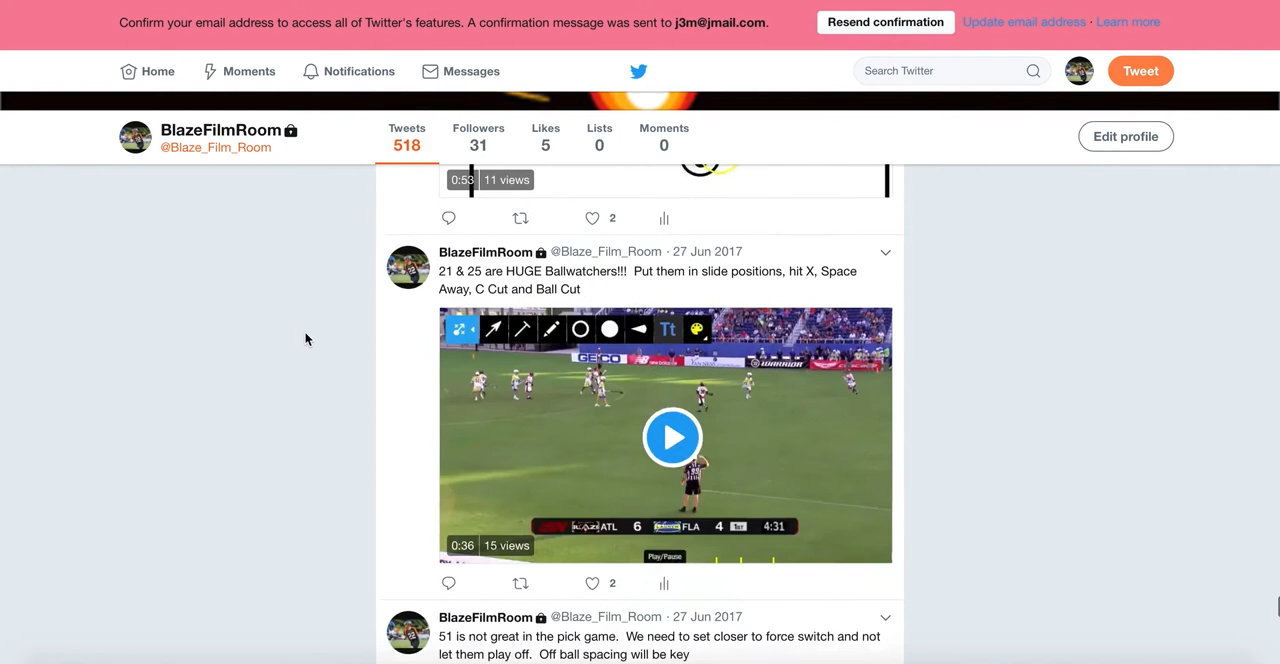 Confirm your email address to access all of Twitter's features. A confirmation message was sent to j3m@jmail.com.
Resend confirmation
Update email address · Learn more
Home
Moments
Notifications
Messages
Search Twitter
Tweet
BlazeFilmRoom
@Blaze_Film_Room
Tweets
518
Followers
31
Likes
5
Lists
0
Moments
0
Edit profile
0:53
11 views
2
BlazeFilmRoom @Blaze_Film_Room · 27 Jun 2017
21 & 25 are HUGE Ballwatchers!!! Put them in slide positions, hit X, Space
Away, C Cut and Ball Cut
Tt
GEICO
WARRIOR
ATL 6 FLA 4 1st 4:31
0:36
15 views
Play/Pause
2
BlazeFilmRoom @Blaze_Film_Room · 27 Jun 2017
51 is not great in the pick game. We need to set closer to force switch and not
let them play off. Off ball spacing will be key